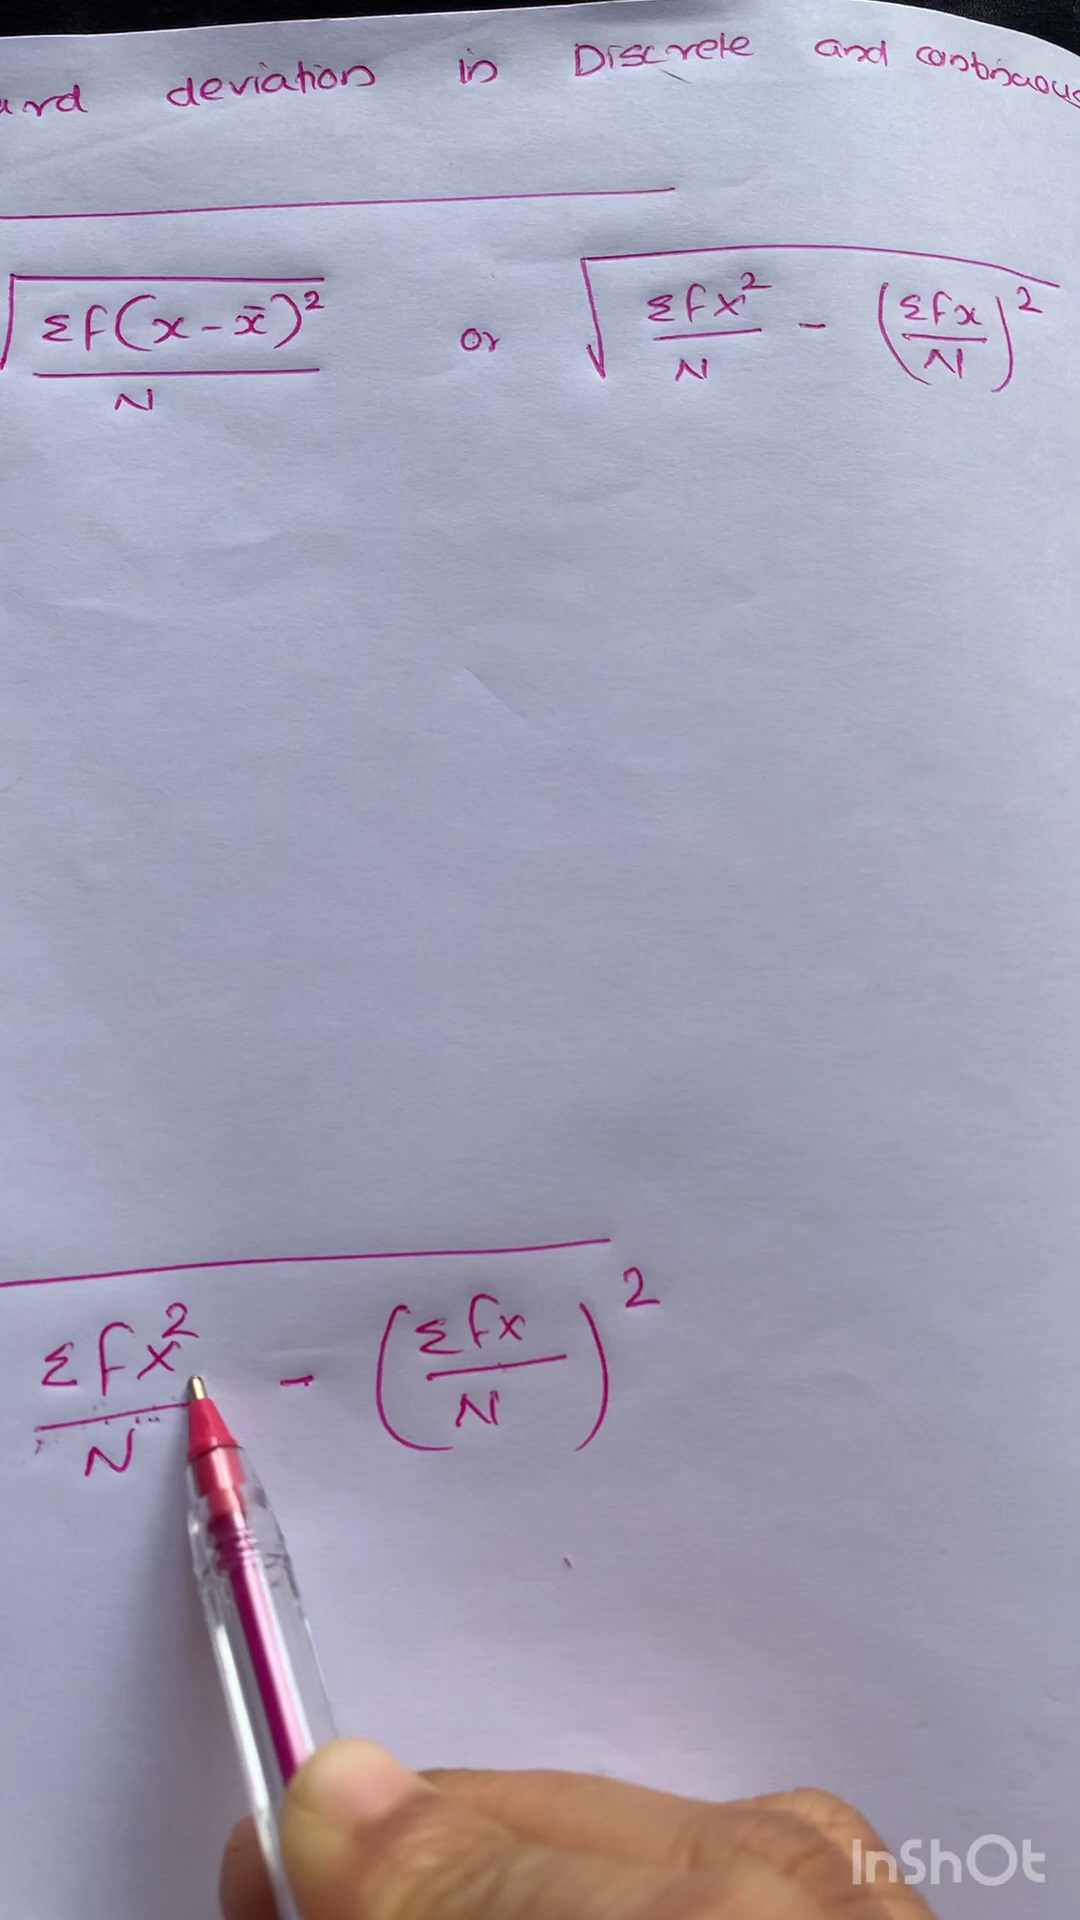 deviation in Discrete and continuous
√Σf(x-x̄)²/N or √Σfx²/N - (Σfx/N)²
Σfx²/N - (Σfx/N)²
InShOt